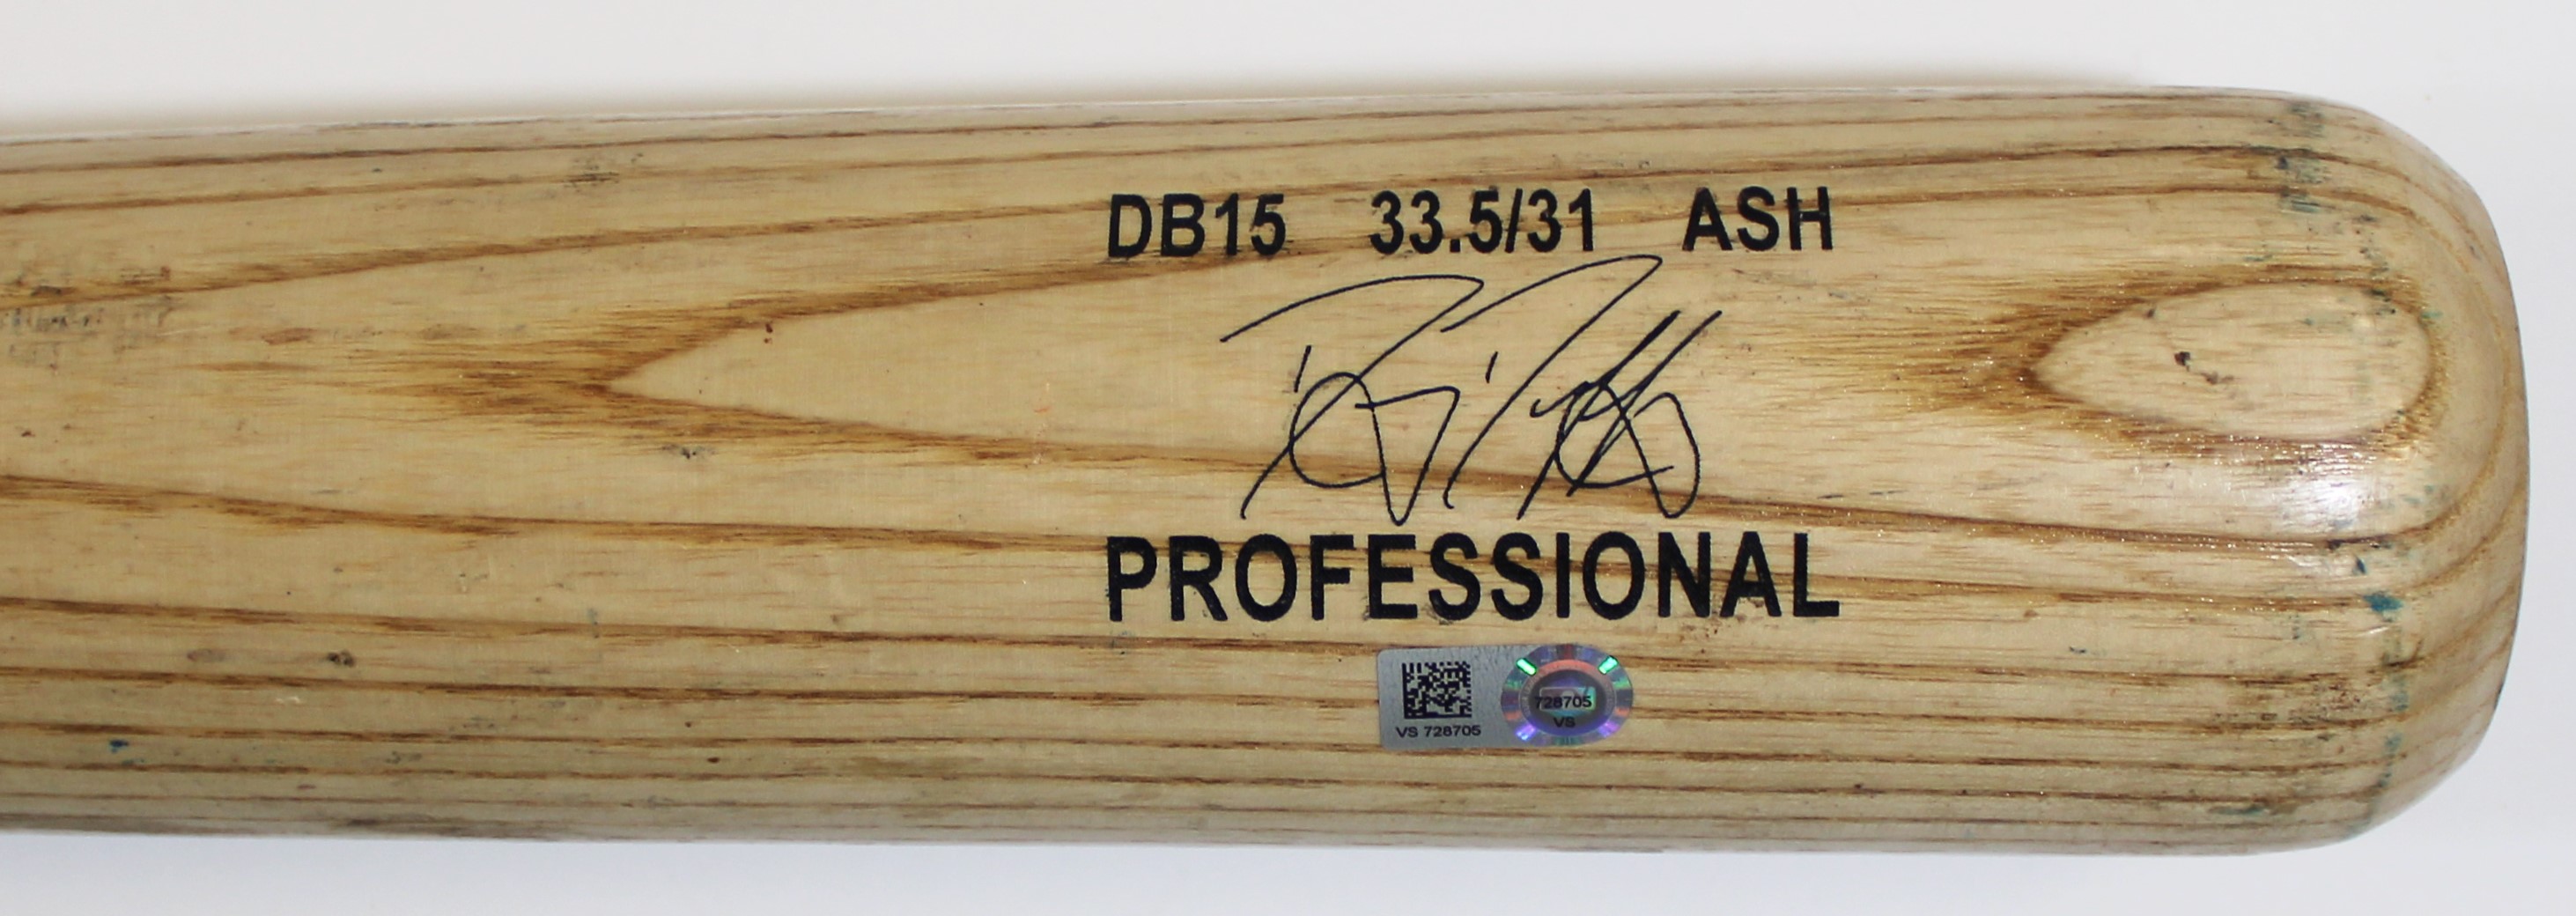 DB15 33.5/31 ASH
PROFESSIONAL
VS 728705
728705
VS